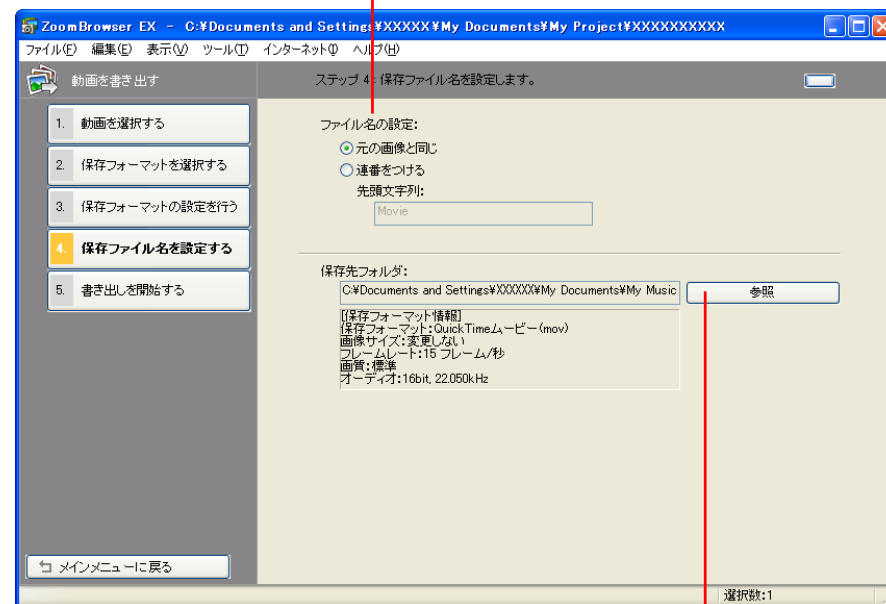 ZoomBrowser EX - C:¥Documents and Settings¥XXXXX¥My Documents¥My Project¥XXXXXXXXXX
ファイル(F) 編集(E) 表示(V) ツール(T) インターネット(I) ヘルプ(H)
動画を書き出す
ステップ 4: 保存ファイル名を設定します。
1. 動画を選択する
2. 保存フォーマットを選択する
3. 保存フォーマットの設定を行う
4. 保存ファイル名を設定する
5. 書き出しを開始する
ファイル名の設定:
元の画像と同じ
連番をつける
先頭文字列:
Movie
保存先フォルダ:
C:¥Documents and Settings¥XXXXXX¥My Documents¥My Music
参照
[保存フォーマット情報]
保存フォーマット:QuickTimeムービー(mov)
画像サイズ:変更しない
フレームレート:15 フレーム/秒
画質:標準
オーディオ:16bit, 22.050kHz
メインメニューに戻る
選択数:1